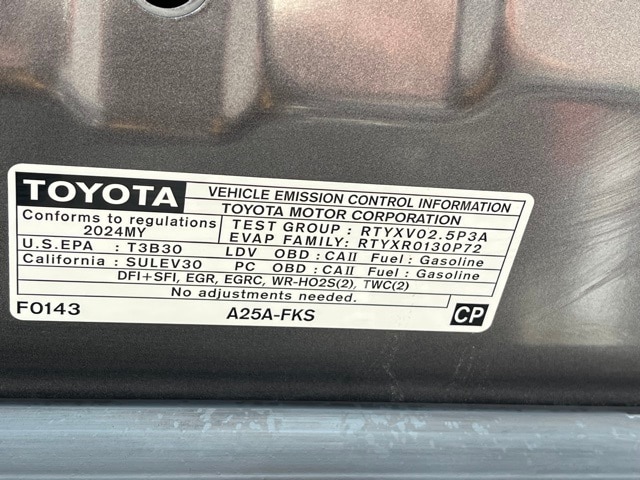 TOYOTA VEHICLE EMISSION CONTROL INFORMATION
TOYOTA MOTOR CORPORATION
Conforms to regulations
2024MY
TEST GROUP : RTYXV02.5P3A
EVAP FAMILY: RTYXR0130P72
U.S.EPA : T3B30 LDV OBD : CAII Fuel : Gasoline
California : SULEV30 PC OBD : CAII Fuel : Gasoline
DFI+SFI, EGR, EGRC, WR-HO2S(2), TWC(2)
No adjustments needed.
F0143 A25A-FKS CP